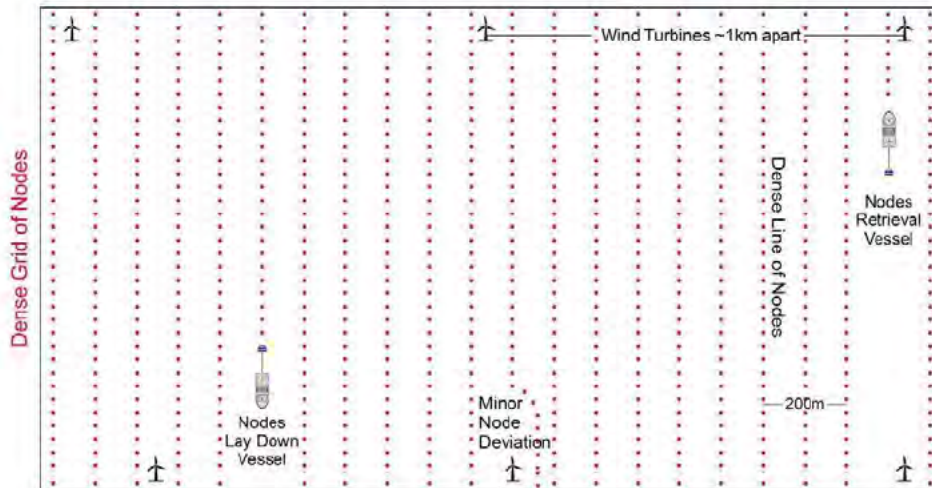 Wind Turbines ~1km apart
Dense Grid of Nodes
Dense Line of Nodes
Nodes
Retrieval
Vessel
Nodes
Lay Down
Vessel
Minor
Node
Deviation
200m